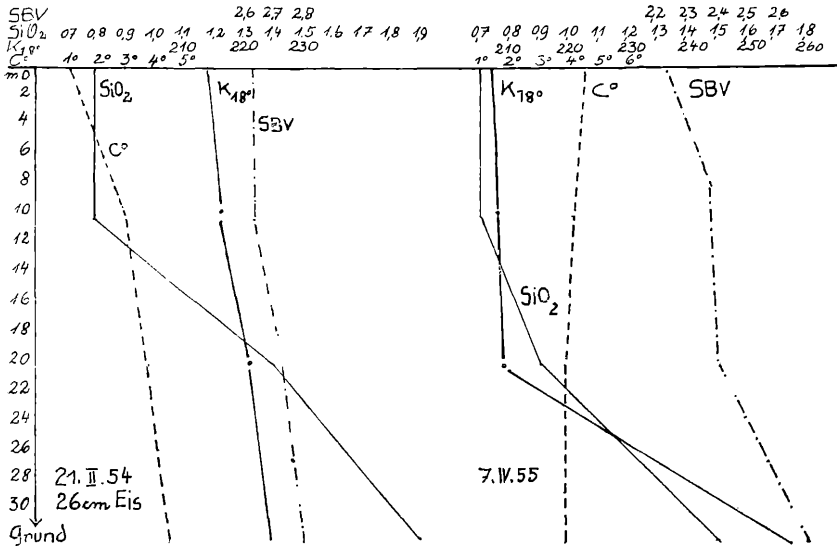 SBV 2,6 2,7 2,8 2,2 2,3 2,4 2,5 2,6
SiO2 0,7 0,8 0,9 1,0 1,1 1,2 1,3 1,4 1,5 1,6 1,7 1,8 1,9 0,7 0,8 0,9 1,0 1,1 1,2 1,3 1,4 1,5 1,6 1,7 1,8
K18° 210 220 230 210 220 230 240 250 260
C° 1° 2° 3° 4° 5° 1° 2° 3° 4° 5° 6°
m0
2 SiO2 K18° K18° C° SBV
4 SBV
6 C°
8
10
12
14
16 SiO2
18
20
22
24
26
28 21.II.54 7.IV.55
30 26cm Eis
Grund